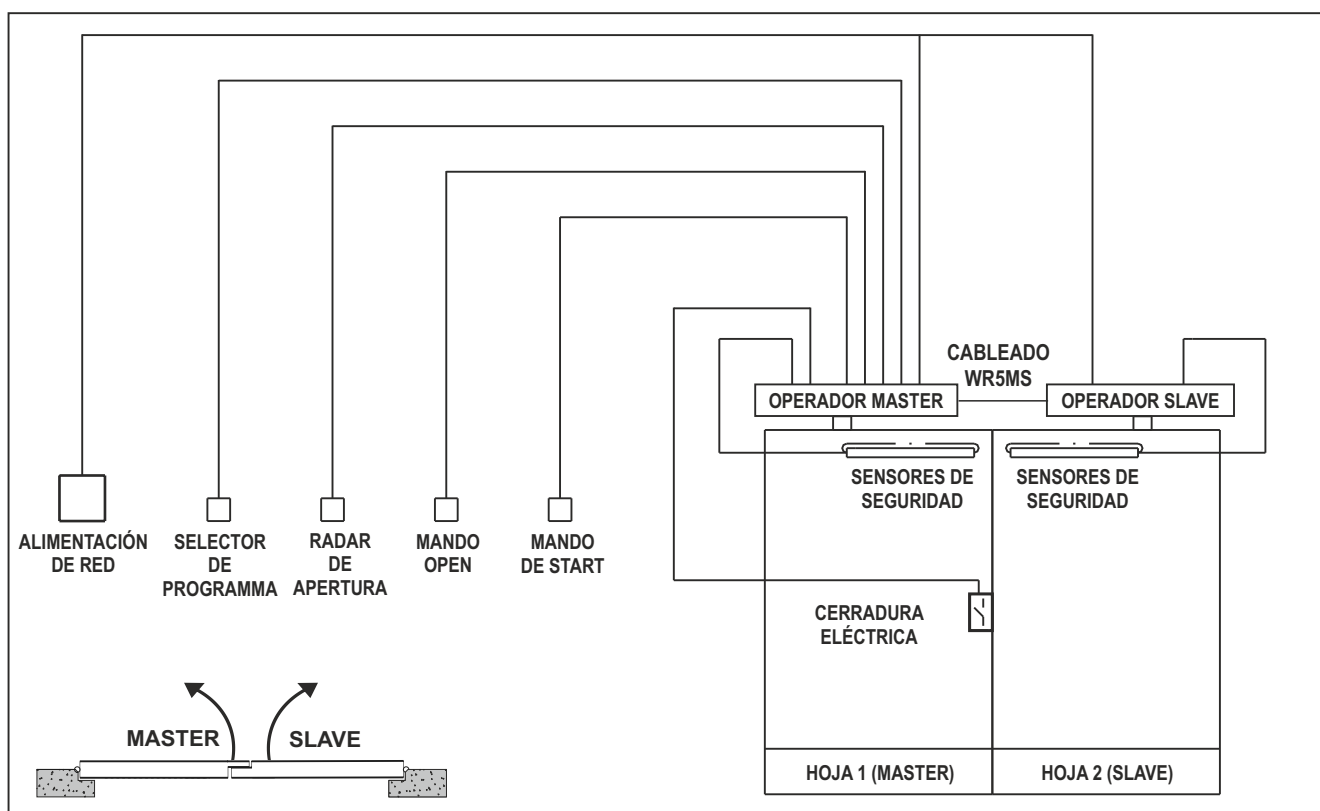 CABLEADO
WR5MS
OPERADOR MASTER
OPERADOR SLAVE
SENSORES DE
SEGURIDAD
SENSORES DE
SEGURIDAD
ALIMENTACIÓN
DE RED
SELECTOR
DE
PROGRAMMA
RADAR
DE
APERTURA
MANDO
OPEN
MANDO
DE START
CERRADURA
ELÉCTRICA
MASTER
SLAVE
HOJA 1 (MASTER)
HOJA 2 (SLAVE)